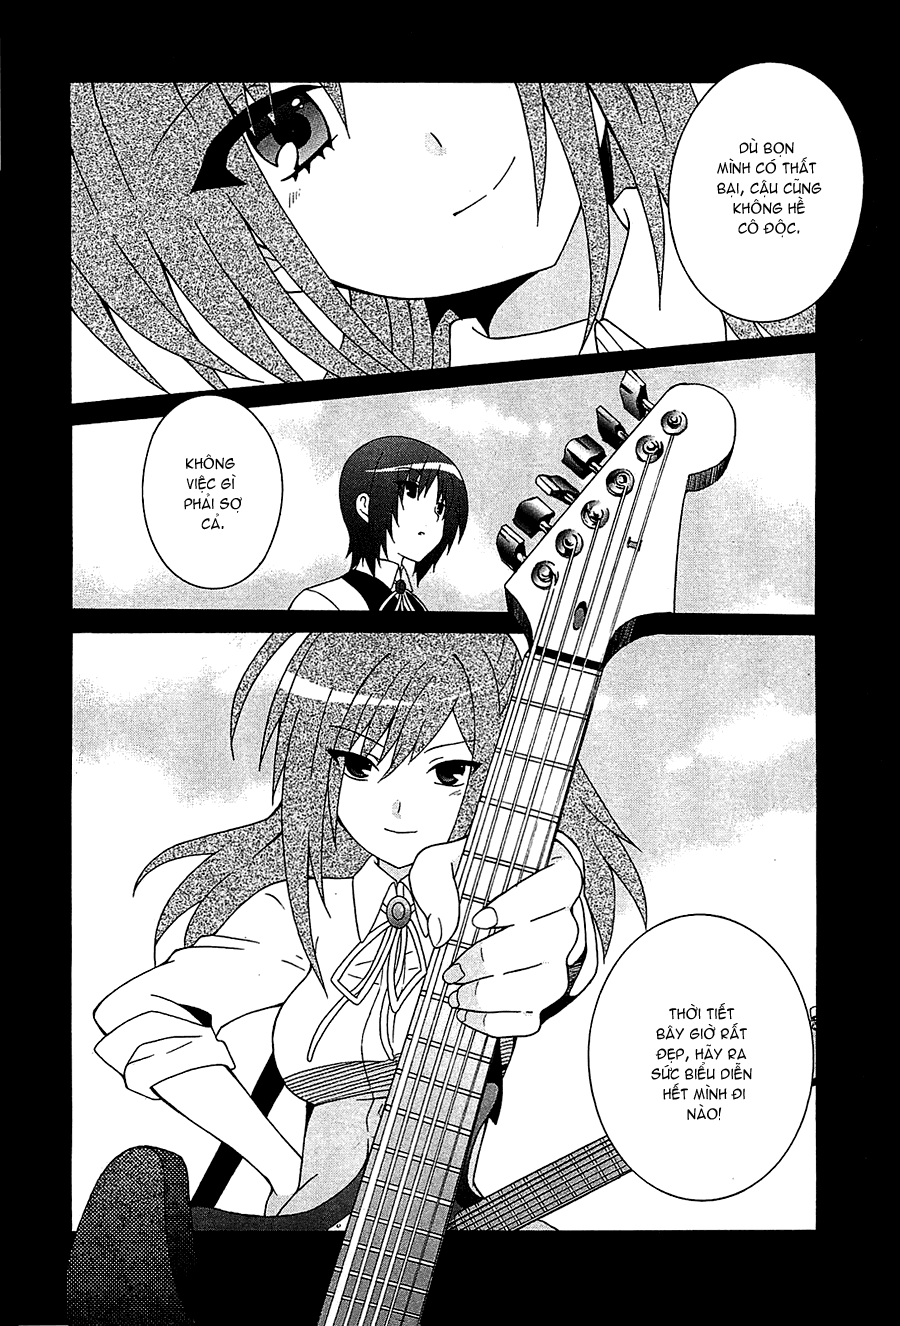 DÙ BỌN
MÌNH CÓ THẤT
BẠI, CẬU CŨNG
KHÔNG HỀ
CÔ ĐỘC.
KHÔNG
VIỆC GÌ
PHẢI SỢ
CẢ.
THỜI TIẾT
BÂY GIỜ RẤT
ĐẸP, HÃY RA
SỨC BIỂU DIỄN
HẾT MÌNH ĐI
NÀO!